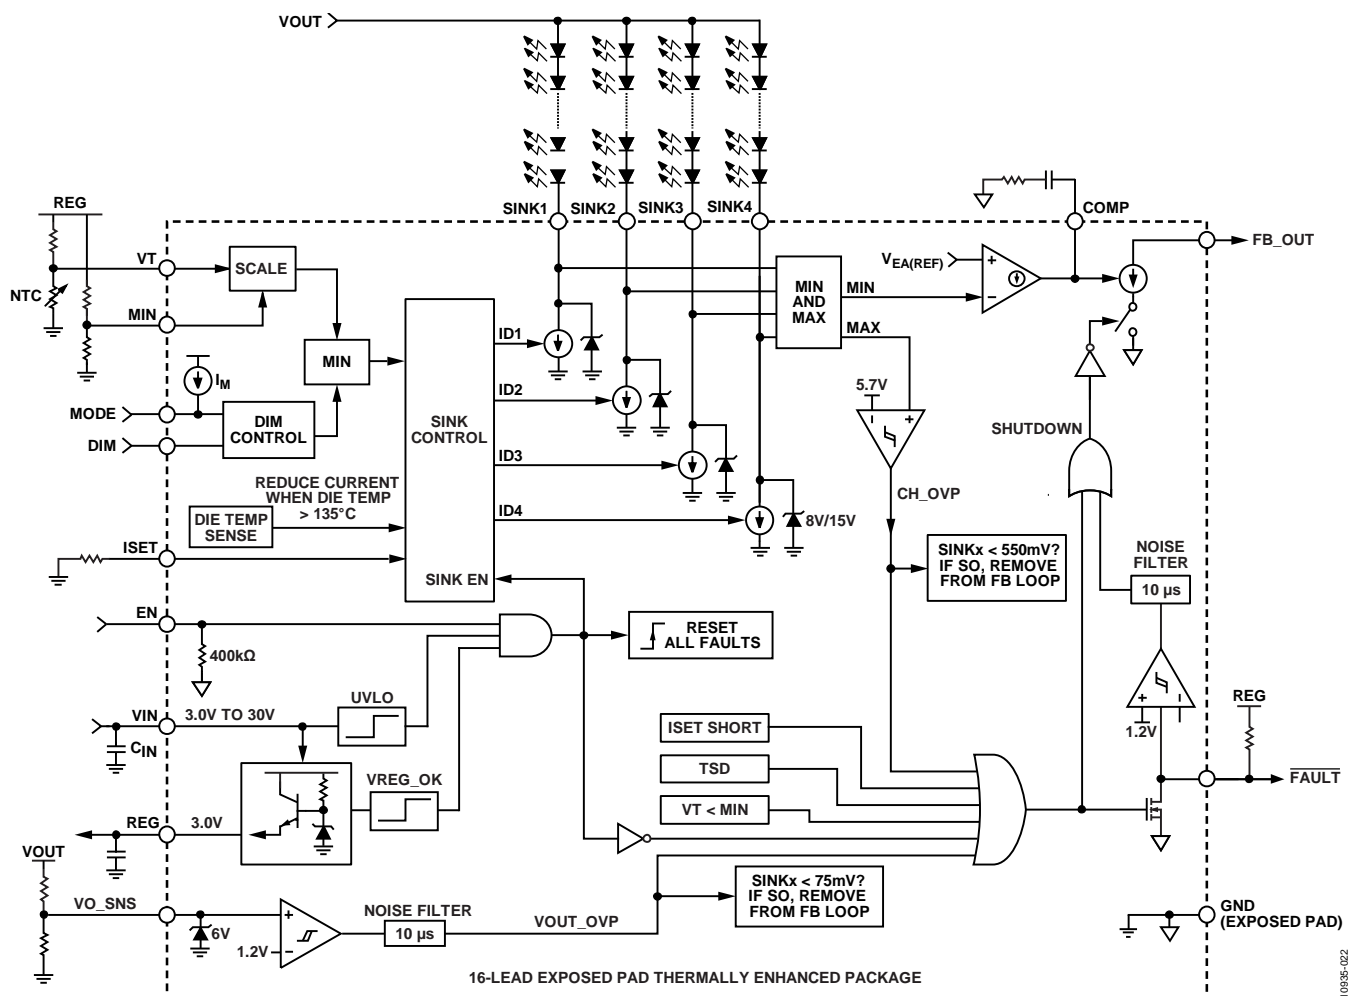 VOUT
SINK1
SINK2
SINK3
SINK4
COMP
REG
VT
SCALE
NTC
MIN
MIN
I_M
MODE
DIM
DIM
CONTROL
SINK
CONTROL
ID1
ID2
ID3
ID4
MIN
AND
MAX
MIN
MAX
V_EA(REF)
FB_OUT
5.7V
SHUTDOWN
CH_OVP
REDUCE CURRENT
WHEN DIE TEMP
> 135°C
DIE TEMP
SENSE
8V/15V
ISET
SINK EN
SINKx < 550mV?
IF SO, REMOVE
FROM FB LOOP
NOISE
FILTER
10 µs
EN
400kΩ
RESET
ALL FAULTS
UVLO
VIN
3.0V TO 30V
C_IN
VREG_OK
REG
3.0V
ISET SHORT
TSD
VT < MIN
1.2V
REG
FAULT
VOUT
VO_SNS
6V
1.2V
NOISE FILTER
10 µs
VOUT_OVP
SINKx < 75mV?
IF SO, REMOVE
FROM FB LOOP
GND
(EXPOSED PAD)
16-LEAD EXPOSED PAD THERMALLY ENHANCED PACKAGE
10935-022